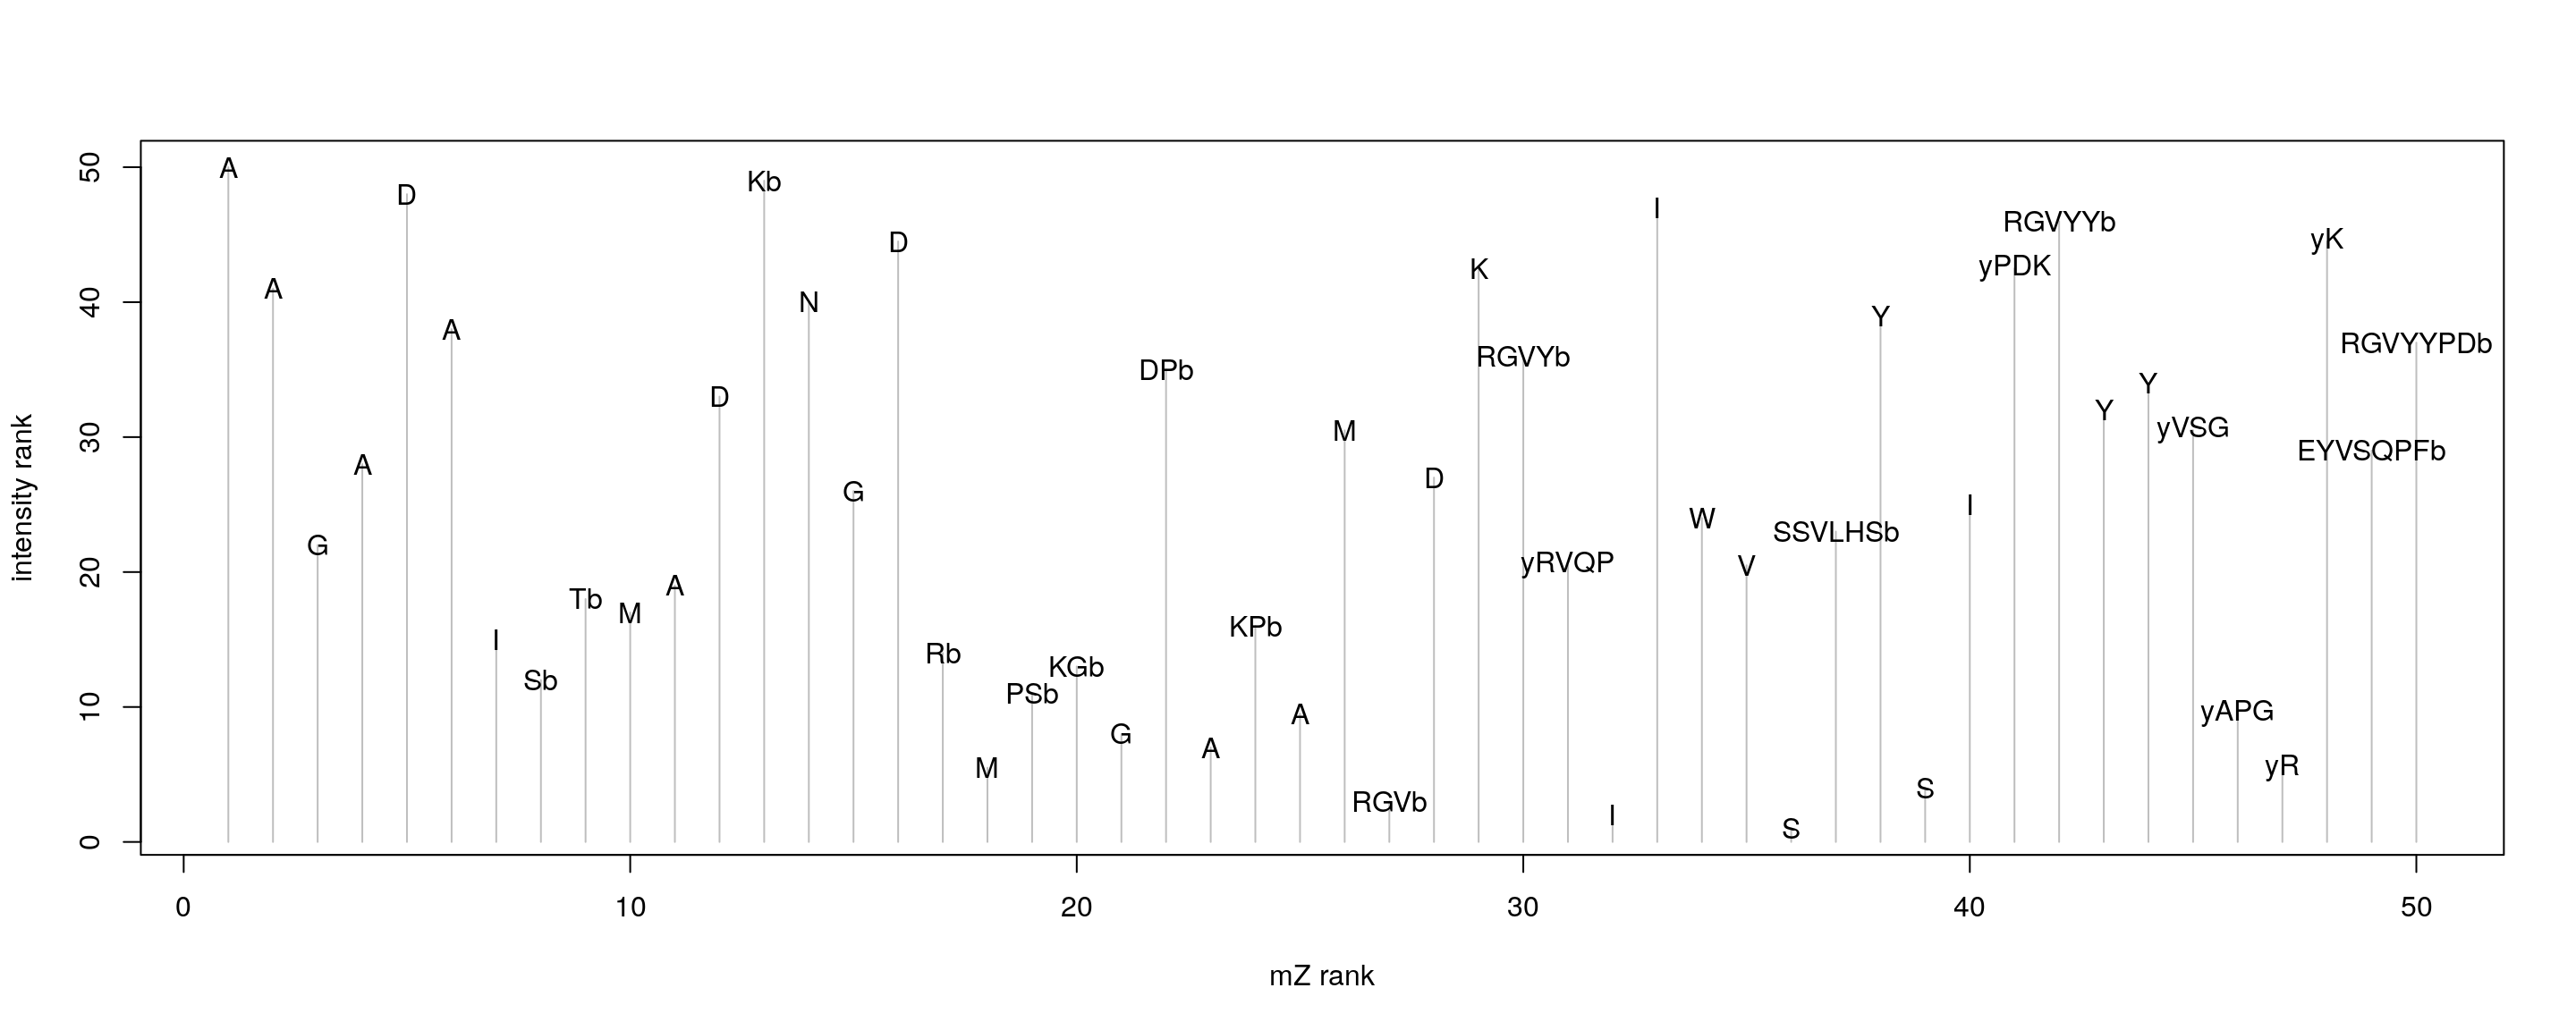 50
40
30
20
10
0
intensity rank
A
A
G
A
D
A
I
Sb
Tb
M
A
D
Kb
N
G
D
Rb
M
PSb
KGb
G
DPb
A
KPb
A
M
RGVb
D
K
RGVYb
yRVQP
I
I
W
V
S
SSVLHSb
Y
S
I
yPDK
RGVYYb
Y
Y
yVSG
yAPG
yR
yK
EYVSQPFb
RGVYYPDb
0 10 20 30 40 50
mZ rank